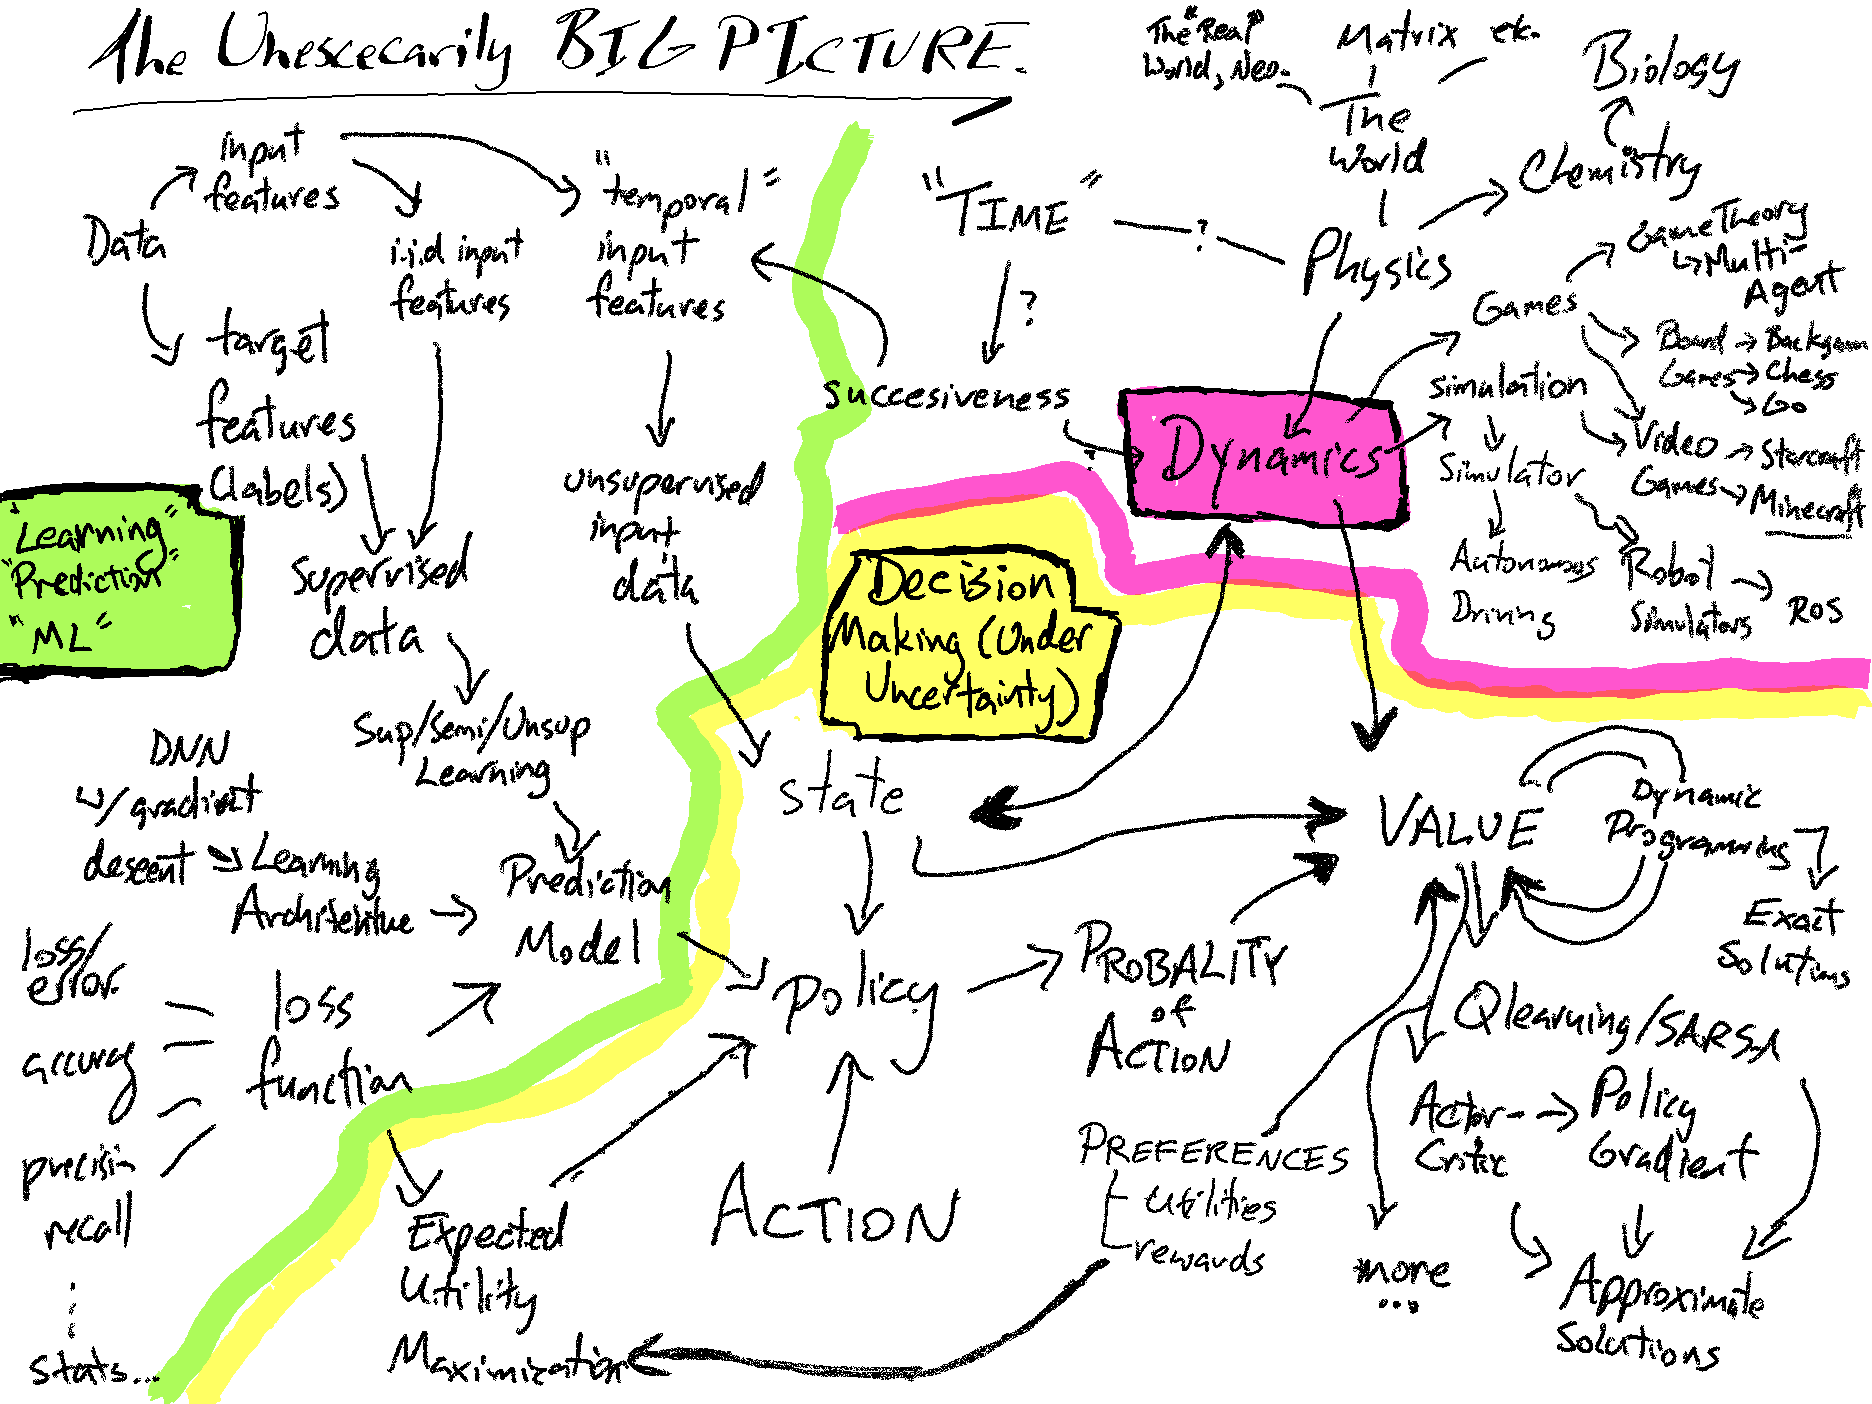 The Unescecarily BIG PICTURE.
"The Real"
World, Neo.
Matrix etc.
The
World
Biology
Chemistry
Physics
"TIME"
?
?
succesiveness
Data
input
features
i.i.d input
features
"temporal"
input
features
target
features
(labels)
unsupervised
input
data
Supervised
data
"Learning"
"Prediction"
"ML"
Sup/Semi/Unsup
Learning
DNN
w/ gradient
descent
Learning
Prediction
Model
loss/
error.
accuracy
precision
recall
stats...
loss
function
Dynamics
Games
Game Theory
Multi-
Agent
Board
Games
Chess
Go
simulation
Simulator
Video
Games
Starcraft
Minecraft
Autonomous
Driving
Robot
Simulators
ROS
Decision
Making (Under
Uncertainty)
state
Policy
ACTION
PROBALITY
of
ACTION
Expected
Utility
Maximization
PREFERENCES
utilities
rewards
VALUE
Dynamic
Programming
Exact
Solutions
Qlearning/SARSA
Actor-
Critic
Policy
Gradient
more
...
Approximate
Solutions